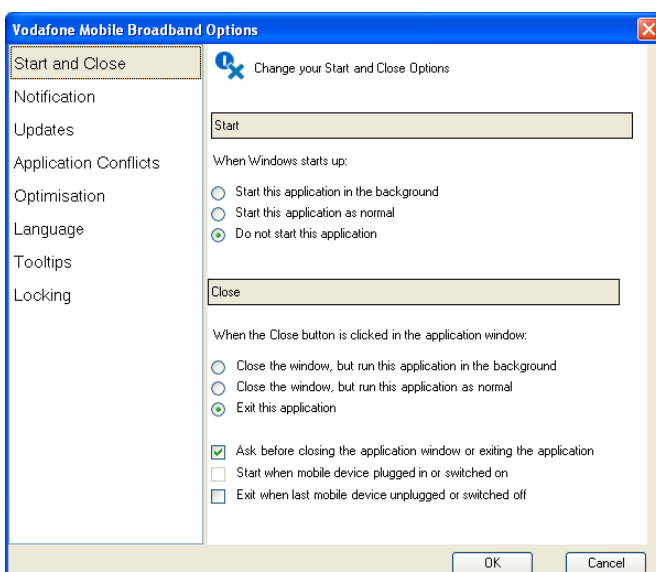 Vodafone Mobile Broadband Options
Start and Close
Notification
Updates
Application Conflicts
Optimisation
Language
Tooltips
Locking
Change your Start and Close Options
Start
When Windows starts up:
Start this application in the background
Start this application as normal
Do not start this application
Close
When the Close button is clicked in the application window:
Close the window, but run this application in the background
Close the window, but run this application as normal
Exit this application
Ask before closing the application window or exiting the application
Start when mobile device plugged in or switched on
Exit when last mobile device unplugged or switched off
OK
Cancel